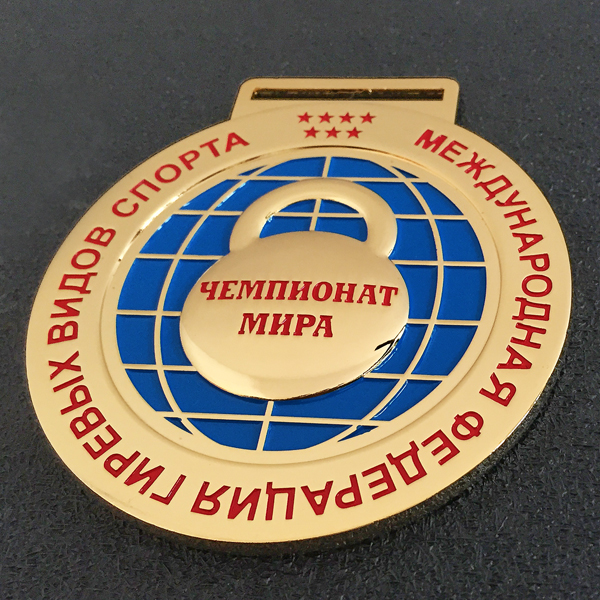 МЕЖДУНАРОДНАЯ ФЕДЕРАЦИЯ ГИРЕВЫХ ВИДОВ СПОРТА
ЧЕМПИОНАТ
МИРА